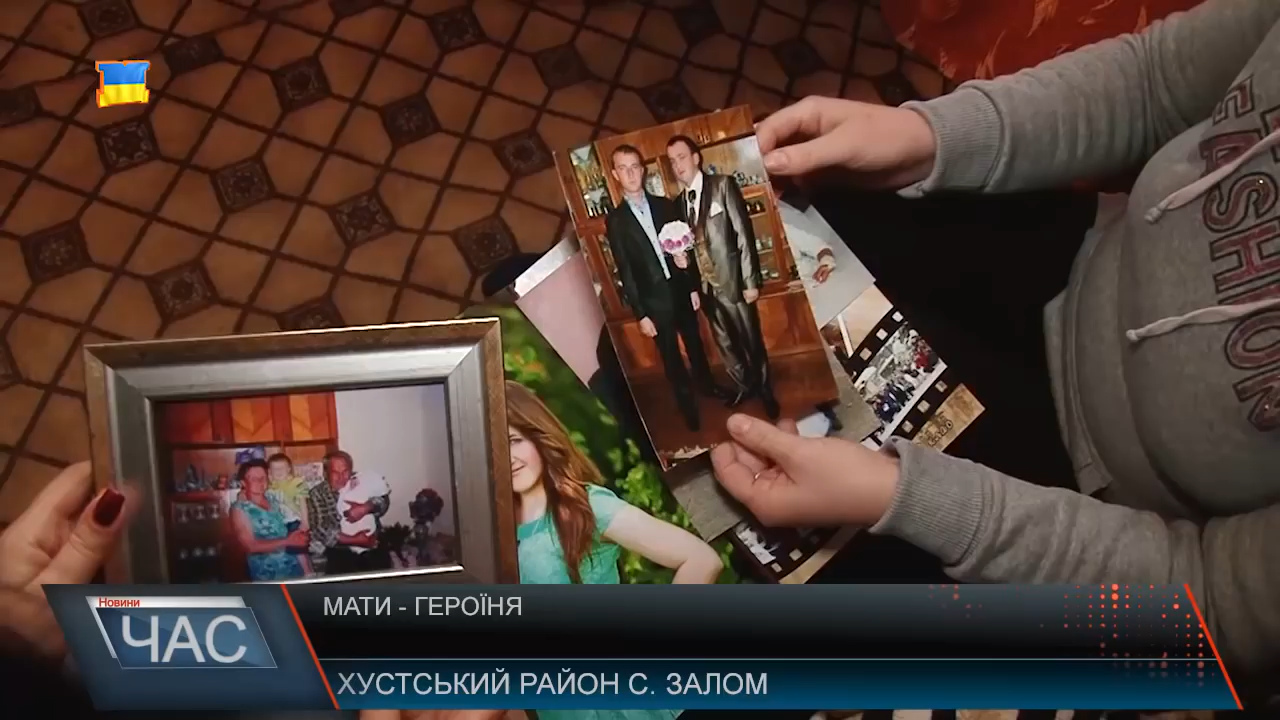 FASHION
Новини
ЧАС
МАТИ - ГЕРОЇНЯ
ХУСТСЬКИЙ РАЙОН С. ЗАЛОМ